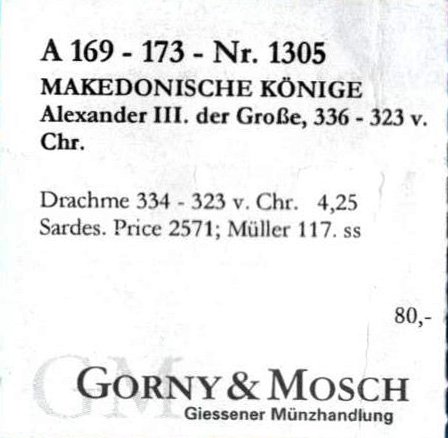 A 169 - 173 - Nr. 1305
MAKEDONISCHE KÖNIGE
Alexander III. der Große, 336 - 323 v.
Chr.
Drachme 334 - 323 v. Chr. 4,25
Sardes. Price 2571; Müller 117. ss
80,-
GM
GORNY & MOSCH
Giessener Münzhandlung